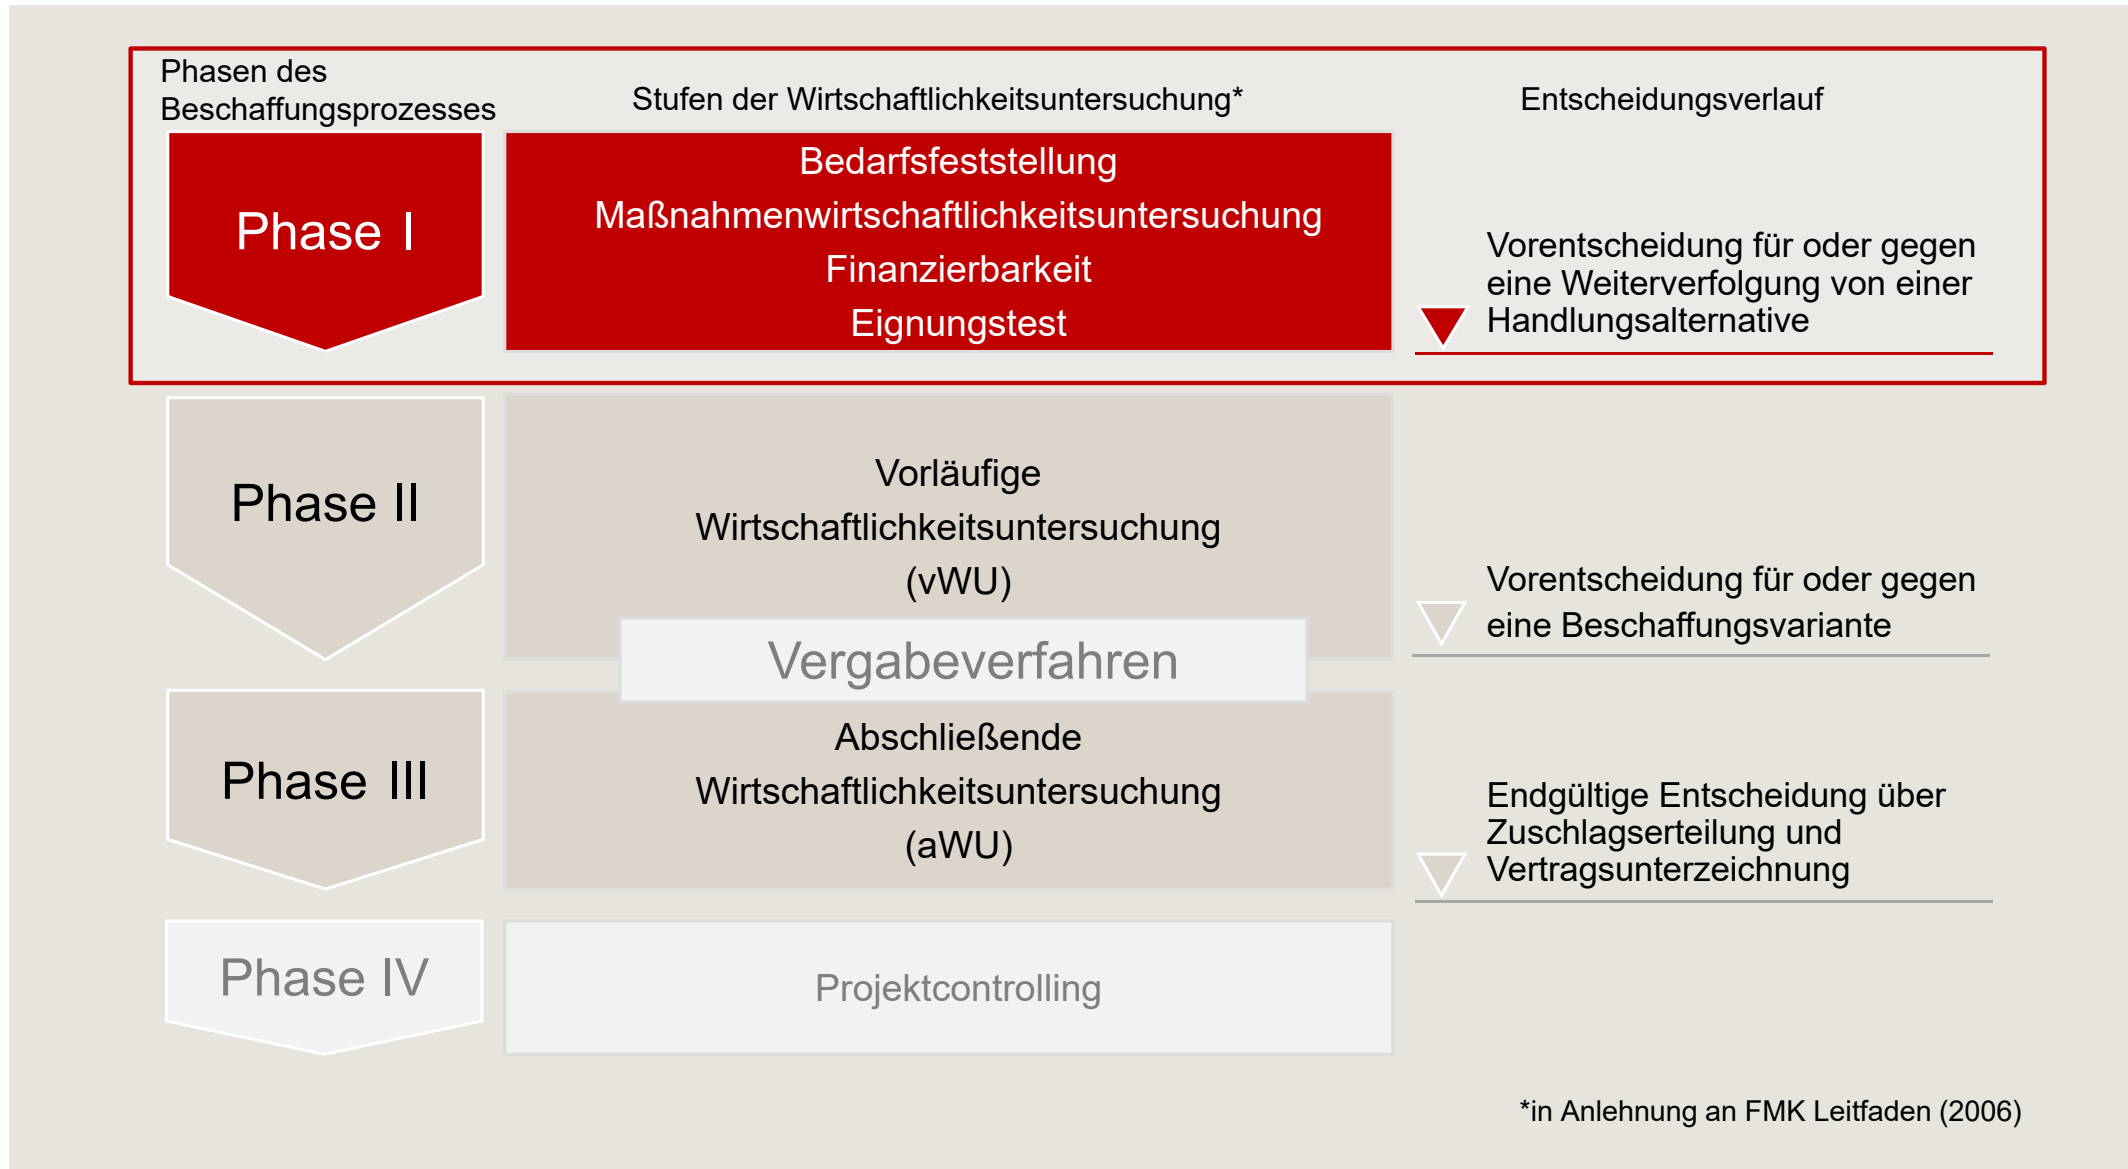 Phasen des
Beschaffungsprozesses
Stufen der Wirtschaftlichkeitsuntersuchung*
Entscheidungsverlauf
Phase I
Bedarfsfeststellung
Maßnahmenwirtschaftlichkeitsuntersuchung
Finanzierbarkeit
Eignungstest
Vorentscheidung für oder gegen
eine Weiterverfolgung von einer
Handlungsalternative
Phase II
Vorläufige
Wirtschaftlichkeitsuntersuchung
(vWU)
Vorentscheidung für oder gegen
eine Beschaffungsvariante
Vergabeverfahren
Phase III
Abschließende
Wirtschaftlichkeitsuntersuchung
(aWU)
Endgültige Entscheidung über
Zuschlagserteilung und
Vertragsunterzeichnung
Phase IV
Projektcontrolling
*in Anlehnung an FMK Leitfaden (2006)